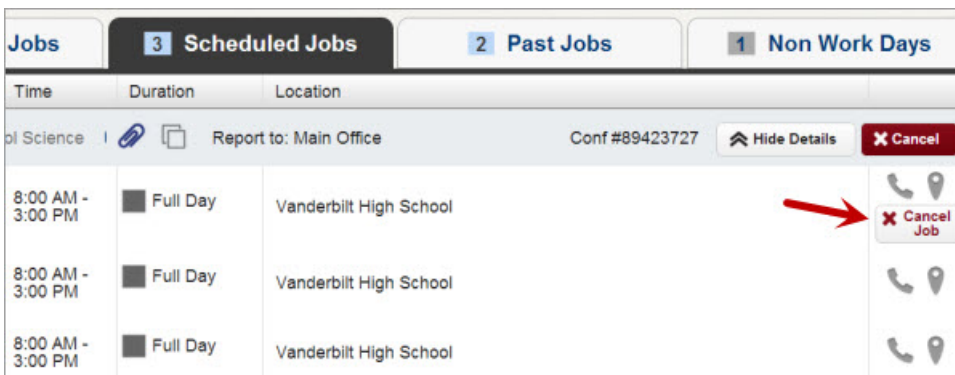 Jobs 3 Scheduled Jobs 2 Past Jobs 1 Non Work Days
Time Duration Location
Science Report to: Main Office Conf #89423727 Hide Details Cancel
8:00 AM -
3:00 PM
Full Day
Vanderbilt High School
Cancel
Job
8:00 AM -
3:00 PM
Full Day
Vanderbilt High School
8:00 AM -
3:00 PM
Full Day
Vanderbilt High School